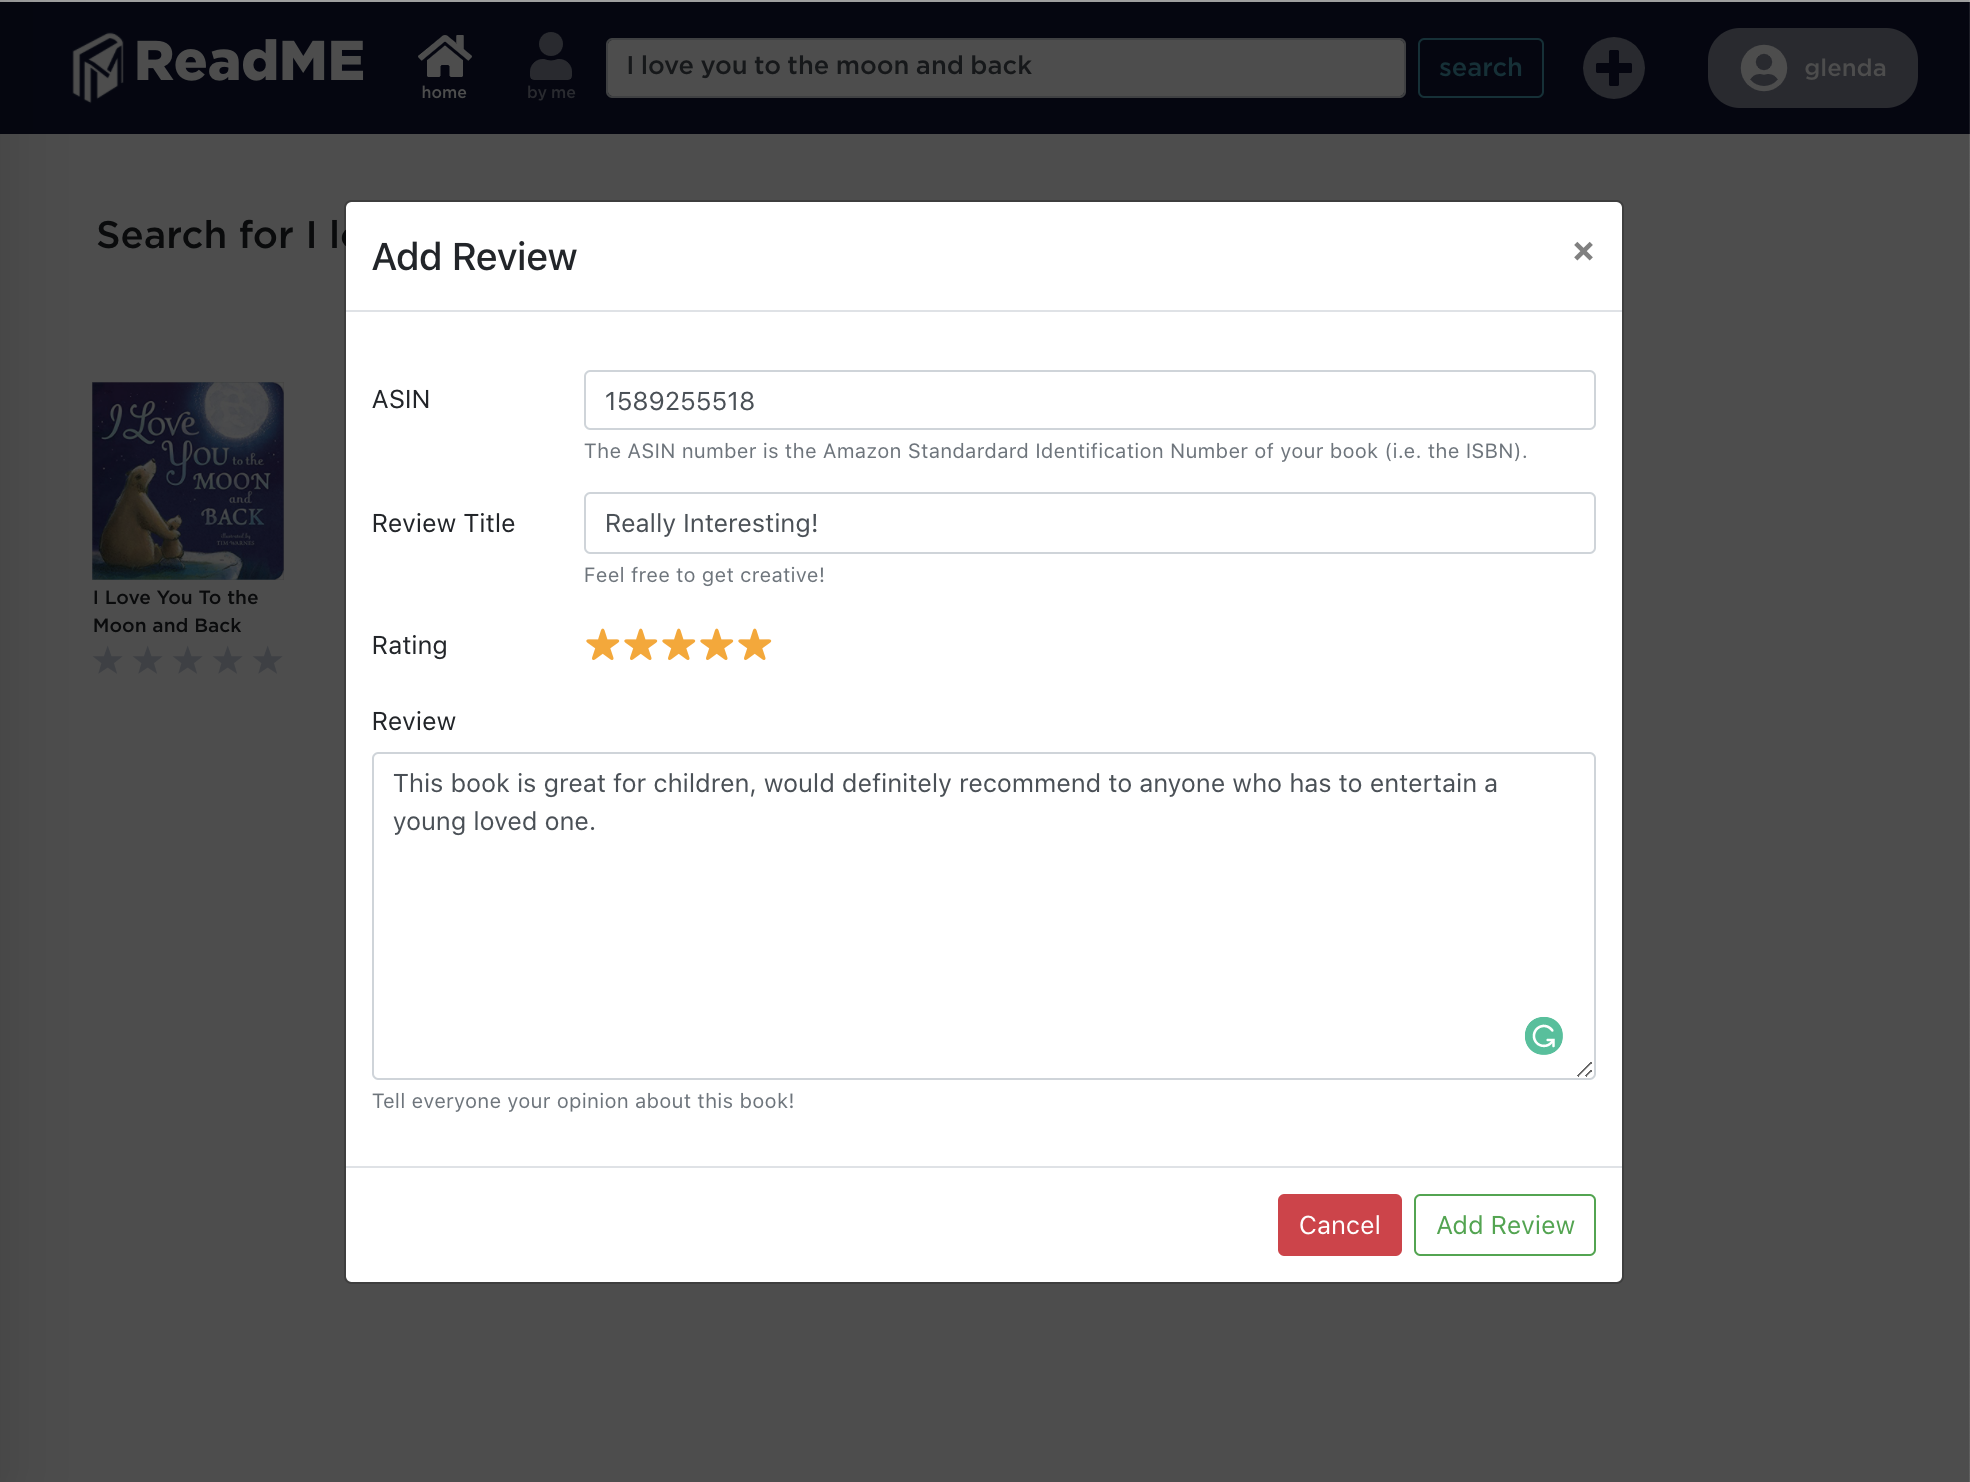 ReadME
home
by me
I love you to the moon and back
search
glenda
Search for I l
Add Review
×
ASIN
1589255518
The ASIN number is the Amazon Standardard Identification Number of your book (i.e. the ISBN).
Review Title
Really Interesting!
Feel free to get creative!
Rating
Review
This book is great for children, would definitely recommend to anyone who has to entertain a
young loved one.
Tell everyone your opinion about this book!
Cancel
Add Review
I Love
You to the
MOON
and
BACK
I Love You To the
Moon and Back